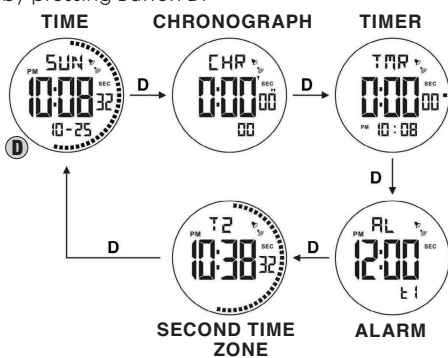 by pressing Button D.
TIME CHRONOGRAPH TIMER
SUN CHR TMR
PM 10:08 SEC 32 D 0:00 SEC 00 D 0:00 SEC 00
10-25 00 PM 10:08
D
D
T2 AL
D 10:38 SEC 32 D PM 12:00 SEC
PM t1
SECOND TIME ALARM
ZONE